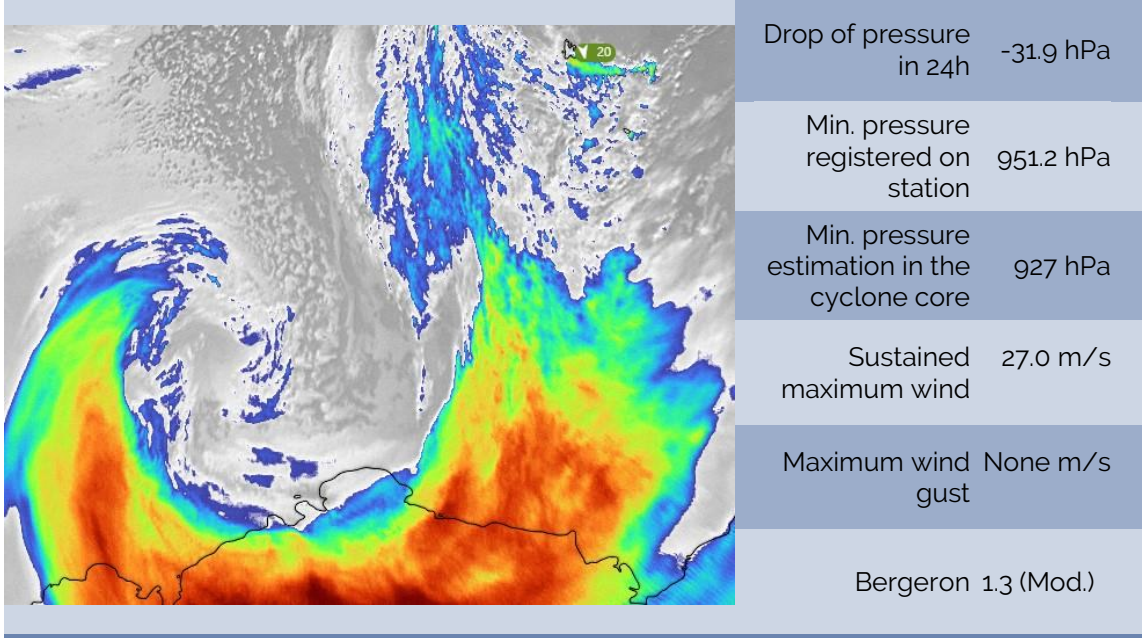 20
Drop of pressure
in 24h
-31.9 hPa
Min. pressure
registered on
station
951.2 hPa
Min. pressure
estimation in the
cyclone core
927 hPa
Sustained
maximum wind
27.0 m/s
Maximum wind
gust
None m/s
Bergeron
1.3 (Mod.)